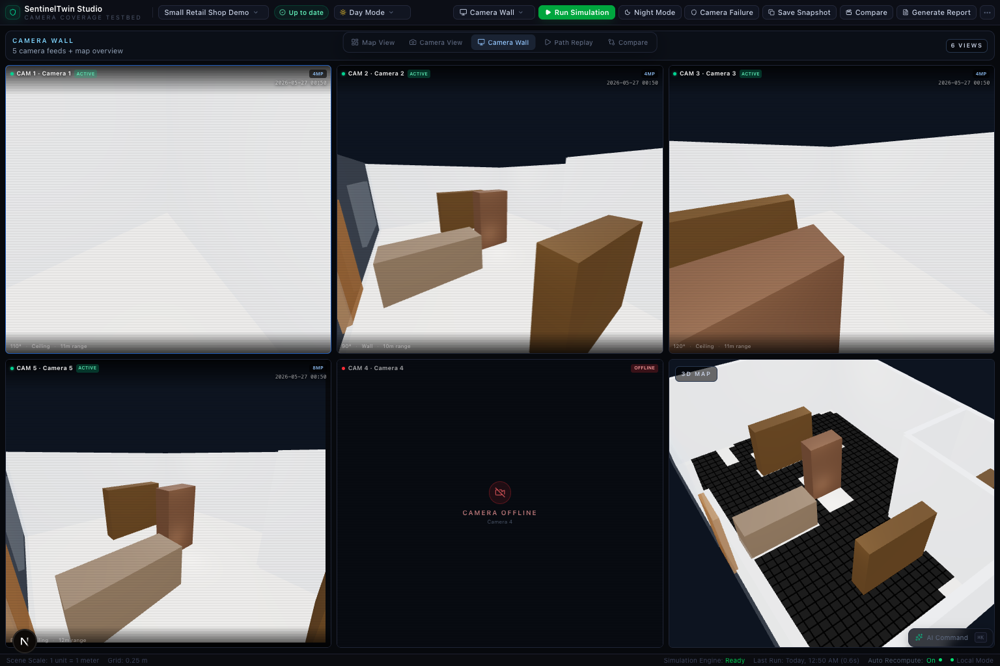 SentinelTwin Studio
CAMERA COVERAGE TESTBED
Small Retail Shop Demo
Up to date
Day Mode
Camera Wall
Run Simulation
Night Mode
Camera Failure
Save Snapshot
Compare
Generate Report
CAMERA WALL
5 camera feeds + map overview
Map View
Camera View
Camera Wall
Path Replay
Compare
6 VIEWS
CAM 1 · Camera 1 ACTIVE
4MP
2026-05-27 00:50
110° · Ceiling · 11m range
CAM 2 · Camera 2 ACTIVE
4MP
2026-05-27 00:50
90° · Wall · 10m range
CAM 3 · Camera 3 ACTIVE
4MP
2026-05-27 00:50
120° · Ceiling · 11m range
CAM 5 · Camera 5 ACTIVE
8MP
2026-05-27 00:50
12m range
CAM 4 · Camera 4
OFFLINE
CAMERA OFFLINE
Camera 4
3D MAP
AI Command ⌘K
N
Scene Scale: 1 unit = 1 meter Grid: 0.25 m
Simulation Engine: Ready Last Run: Today, 12:50 AM (0.6s) Auto Recompute: On Local Mode